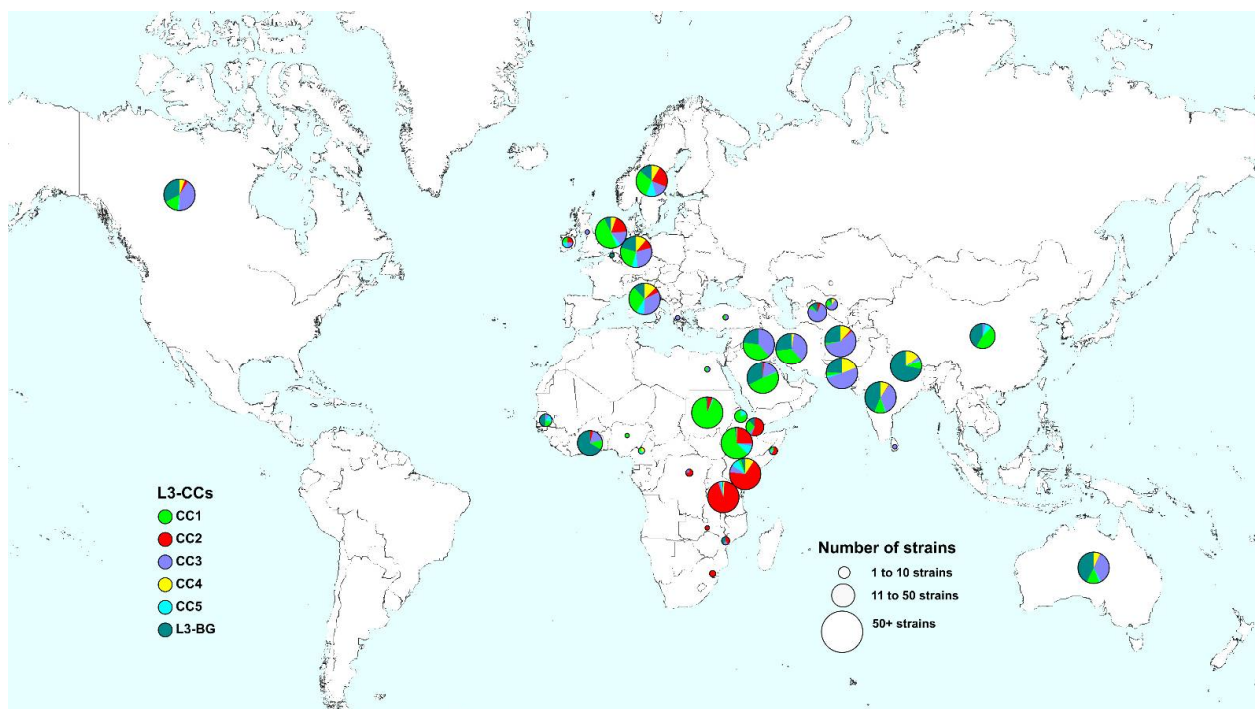 L3-CCs
CC1
CC2
CC3
CC4
CC5
L3-BG
Number of strains
1 to 10 strains
11 to 50 strains
50+ strains